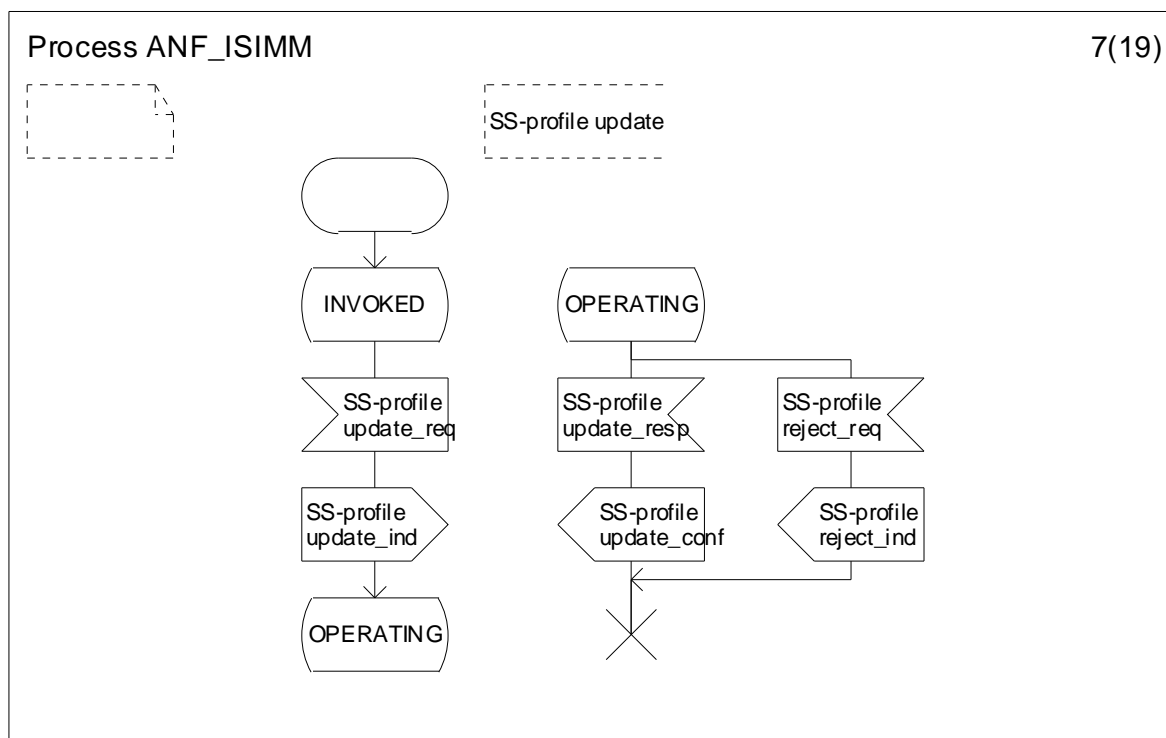 Process ANF_ISIMM
7(19)
SS-profile update
INVOKED
OPERATING
SS-profile
update_req
SS-profile
update_resp
SS-profile
reject_req
SS-profile
update_ind
SS-profile
update_conf
SS-profile
reject_ind
OPERATING